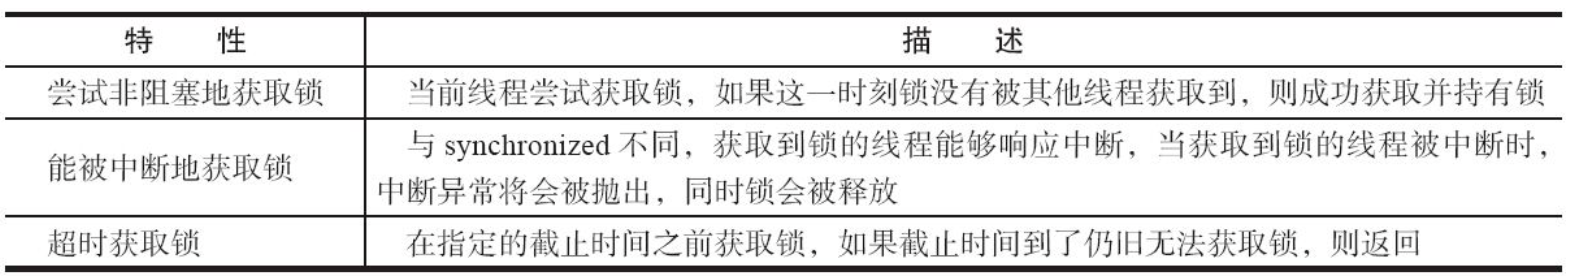 特 性 描 述
尝试非阻塞地获取锁 当前线程尝试获取锁，如果这一时刻锁没有被其他线程获取到，则成功获取并持有锁
能被中断地获取锁 与 synchronized 不同，获取到锁的线程能够响应中断，当获取到锁的线程被中断时，
中断异常将会被抛出，同时锁会被释放
超时获取锁 在指定的截止时间之前获取锁，如果截止时间到了仍旧无法获取锁，则返回